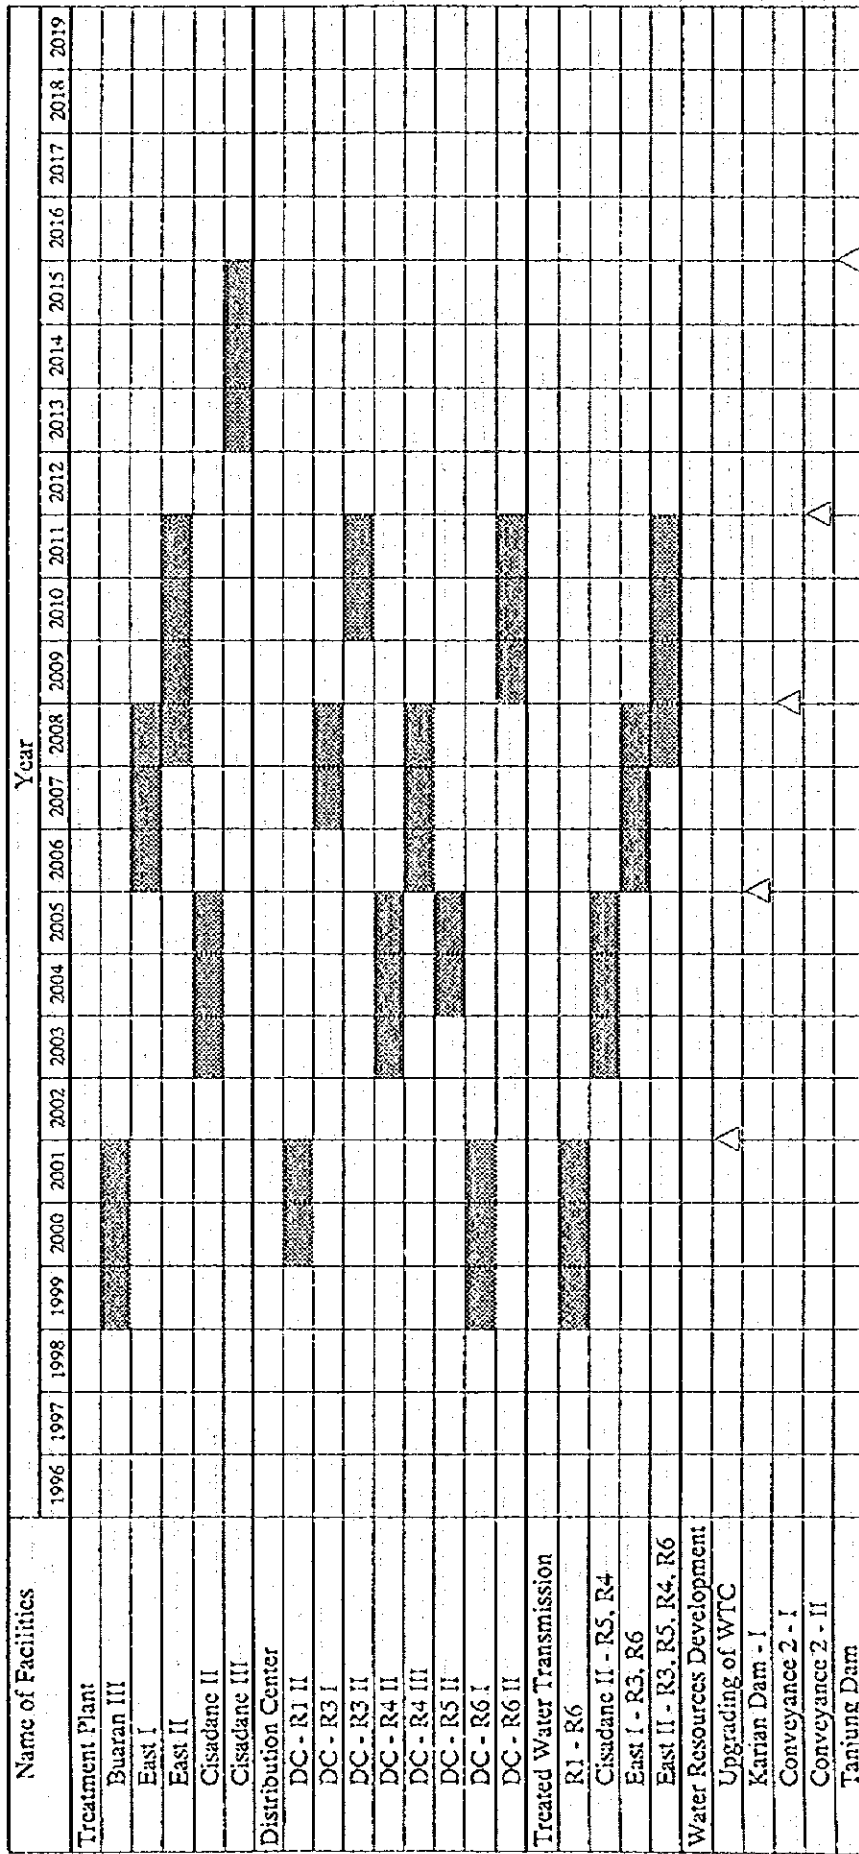 Name of Facilities
Year
1996 1997 1998 1999 2000 2001 2002 2003 2004 2005 2006 2007 2008 2009 2010 2011 2012 2013 2014 2015 2016 2017 2018 2019
Treatment Plant
Buaran III
East I
East II
Cisadane II
Cisadane III
Distribution Center
DC - R1 II
DC - R3 I
DC - R3 II
DC - R4 II
DC - R4 III
DC - R5 II
DC - R6 I
DC - R6 II
Treated Water Transmission
R1 - R6
Cisadane II - R5, R4
East I - R3, R6
East II - R3, R5, R4, R6
Water Resources Development
Upgrading of WTC
Karian Dam - I
Conveyance 2 - I
Conveyance 2 - II
Tanjung Dam